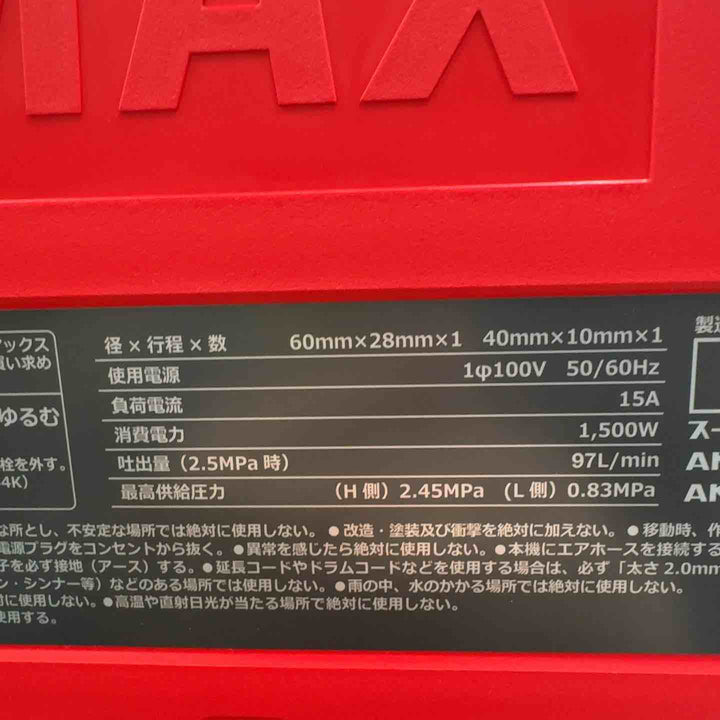 MAX
径×行程×数 60mm×28mm×1 40mm×10mm×1
使用電源 1φ100V 50/60Hz
負荷電流 15A
消費電力 1,500W
吐出量（2.5MPa 時） 97L/min
最高供給圧力 （H 側）2.45MPa （L 側）0.83MPa
ックス
買い求め
ゆるむ
栓を外す。
4K）
製造
スー
AK
AK
な所とし、不安定な場所では絶対に使用しない。●改造・塗装及び衝撃を絶対に加えない。●移動時、作
電源プラグをコンセントから抜く。●異常を感じたら絶対に使用しない。●本機にエアホースを接続する
子を必ず接地（アース）する。●延長コードやドラムコードなどを使用する場合は、必ず「太さ 2.0mm
ン・シンナー等）などのある場所では使用しない。●雨の中、水のかかる場所で絶対に使用しない。
対に使用しない。●高温や直射日光が当たる場所で絶対に使用しない。
使用する。